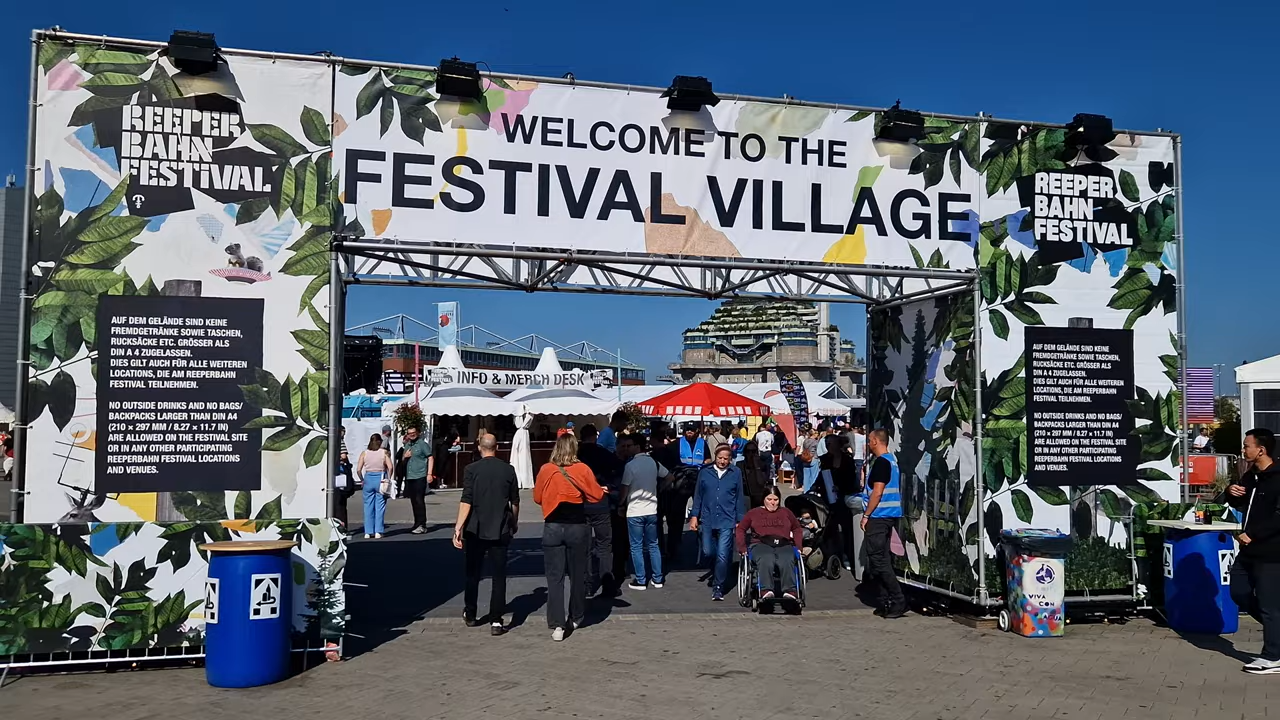 REEPER
BAHN
FESTIVAL
WELCOME TO THE
FESTIVAL VILLAGE
REEPER
BAHN
FESTIVAL
AUF DEM GELÄNDE SIND KEINE
FREMDGETRÄNKE SOWIE TASCHEN,
RUCKSÄCKE ETC. GRÖSSER ALS
DIN A 4 ZUGELASSEN.
DIES GILT AUCH FÜR ALLE WEITEREN
LOCATIONS, DIE AM REEPERBAHN
FESTIVAL TEILNEHMEN.
NO OUTSIDE DRINKS AND NO BAGS/
BACKPACKS LARGER THAN DIN A4
(210 × 297 MM / 8.27 × 11.7 IN)
ARE ALLOWED ON THE FESTIVAL SITE
OR IN ANY OTHER PARTICIPATING
REEPERBAHN FESTIVAL LOCATIONS
AND VENUES.
INFO & MERCH DESK
AUF DEM GELÄNDE SIND KEINE
FREMDGETRÄNKE SOWIE TASCHEN,
RUCKSÄCKE ETC. GRÖSSER ALS
DIN A 4 ZUGELASSEN.
DIES GILT AUCH FÜR ALLE WEITEREN
LOCATIONS, DIE AM REEPERBAHN
FESTIVAL TEILNEHMEN.
NO OUTSIDE DRINKS AND NO BAGS/
BACKPACKS LARGER THAN DIN A4
(210 × 297 MM / 8.27 × 11.7 IN)
ARE ALLOWED ON THE FESTIVAL SITE
OR IN ANY OTHER PARTICIPATING
REEPERBAHN FESTIVAL LOCATIONS
AND VENUES.
VIVA
CON
AGUA